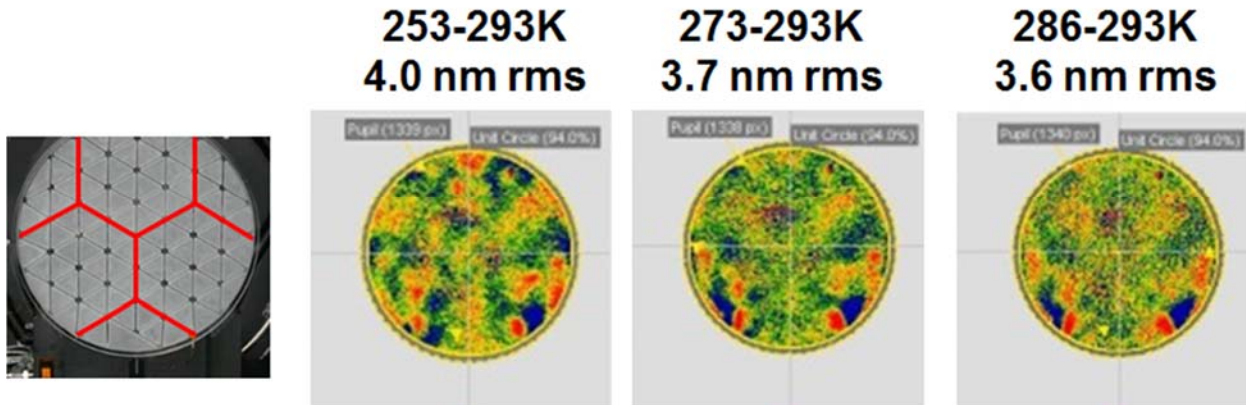 253-293K
4.0 nm rms
273-293K
3.7 nm rms
286-293K
3.6 nm rms
Pupil (1339 px)
Unit Circle (94.0%)
Pupil (1338 px)
Unit Circle (94.0%)
Pupil (1340 px)
Unit Circle (94.0%)